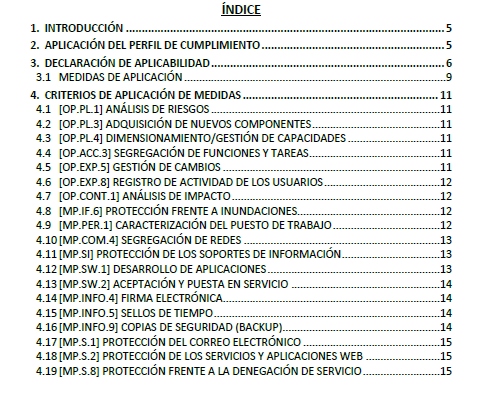 ÍNDICE
1. INTRODUCCIÓN ................................................ 5
2. APLICACIÓN DEL PERFIL DE CUMPLIMIENTO ................................................ 5
3. DECLARACIÓN DE APLICABILIDAD ................................................ 6
3.1 MEDIDAS DE APLICACIÓN ................................................ 9
4. CRITERIOS DE APLICACIÓN DE MEDIDAS ................................................ 11
4.1 [OP.PL.1] ANÁLISIS DE RIESGOS ................................................ 11
4.2 [OP.PL.3] ADQUISICIÓN DE NUEVOS COMPONENTES ................................................ 11
4.3 [OP.PL.4] DIMENSIONAMIENTO/GESTIÓN DE CAPACIDADES ................................................ 11
4.4 [OP.ACC.3] SEGREGACIÓN DE FUNCIONES Y TAREAS ................................................ 11
4.5 [OP.EXP.5] GESTIÓN DE CAMBIOS ................................................ 11
4.6 [OP.EXP.8] REGISTRO DE ACTIVIDAD DE LOS USUARIOS ................................................ 12
4.7 [OP.CONT.1] ANÁLISIS DE IMPACTO ................................................ 12
4.8 [MP.IF.6] PROTECCIÓN FRENTE A INUNDACIONES ................................................ 12
4.9 [MP.PER.1] CARACTERIZACIÓN DEL PUESTO DE TRABAJO ................................................ 12
4.10 [MP.COM.4] SEGREGACIÓN DE REDES ................................................ 13
4.11 [MP.SI] PROTECCIÓN DE LOS SOPORTES DE INFORMACIÓN ................................................ 13
4.12 [MP.SW.1] DESARROLLO DE APLICACIONES ................................................ 13
4.13 [MP.SW.2] ACEPTACIÓN Y PUESTA EN SERVICIO ................................................ 14
4.14 [MP.INFO.4] FIRMA ELECTRÓNICA ................................................ 14
4.15 [MP.INFO.5] SELLOS DE TIEMPO ................................................ 14
4.16 [MP.INFO.9] COPIAS DE SEGURIDAD (BACKUP) ................................................ 14
4.17 [MP.S.1] PROTECCIÓN DEL CORREO ELECTRÓNICO ................................................ 15
4.18 [MP.S.2] PROTECCIÓN DE LOS SERVICIOS Y APLICACIONES WEB ................................................ 15
4.19 [MP.S.8] PROTECCIÓN FRENTE A LA DENEGACIÓN DE SERVICIO ................................................ 15